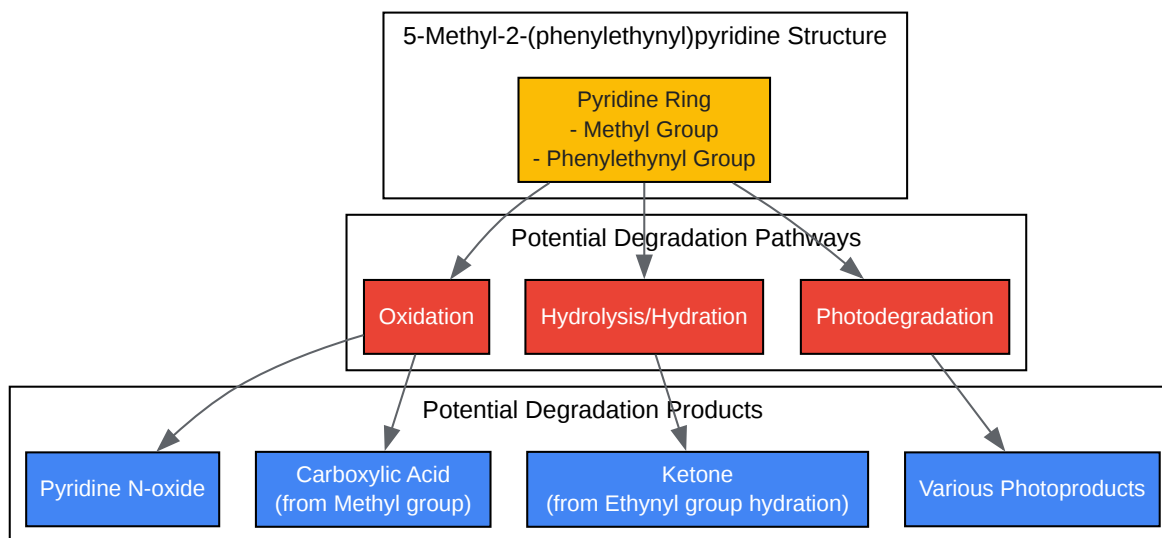 5-Methyl-2-(phenylethynyl)pyridine Structure
Pyridine Ring
- Methyl Group
- Phenylethynyl Group
Potential Degradation Pathways
Oxidation
Hydrolysis/Hydration
Photodegradation
Potential Degradation Products
Pyridine N-oxide
Carboxylic Acid
(from Methyl group)
Ketone
(from Ethynyl group hydration)
Various Photoproducts